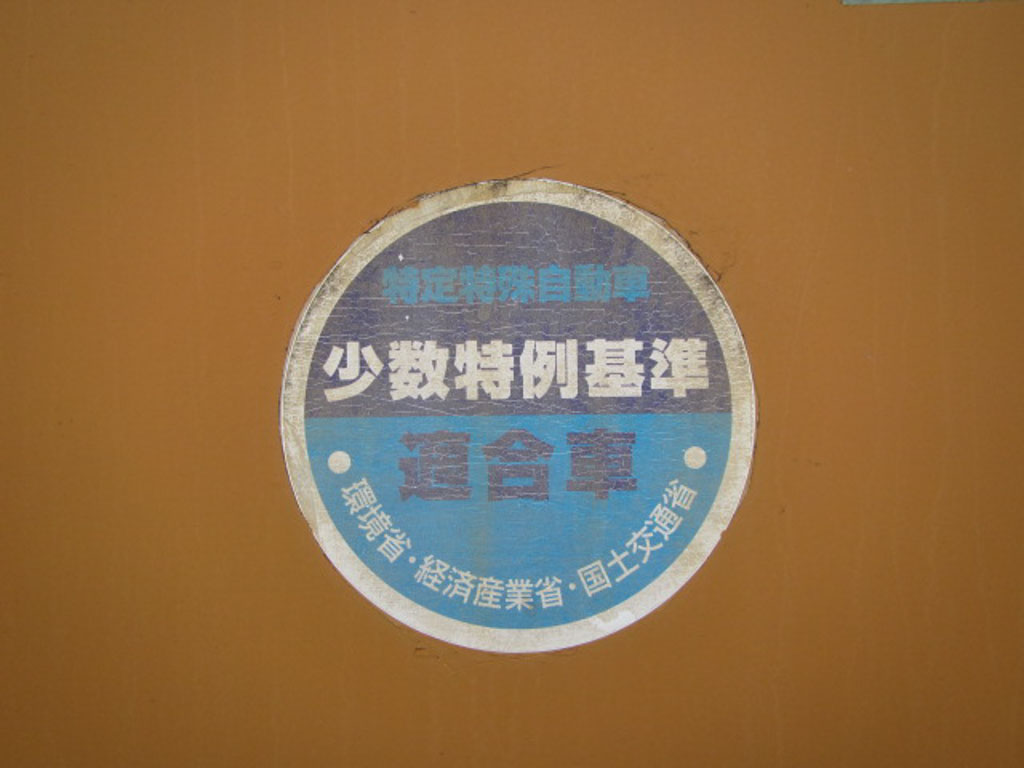 特定特殊自動車
少数特例基準
適合車
環境省・経済産業省・国土交通省